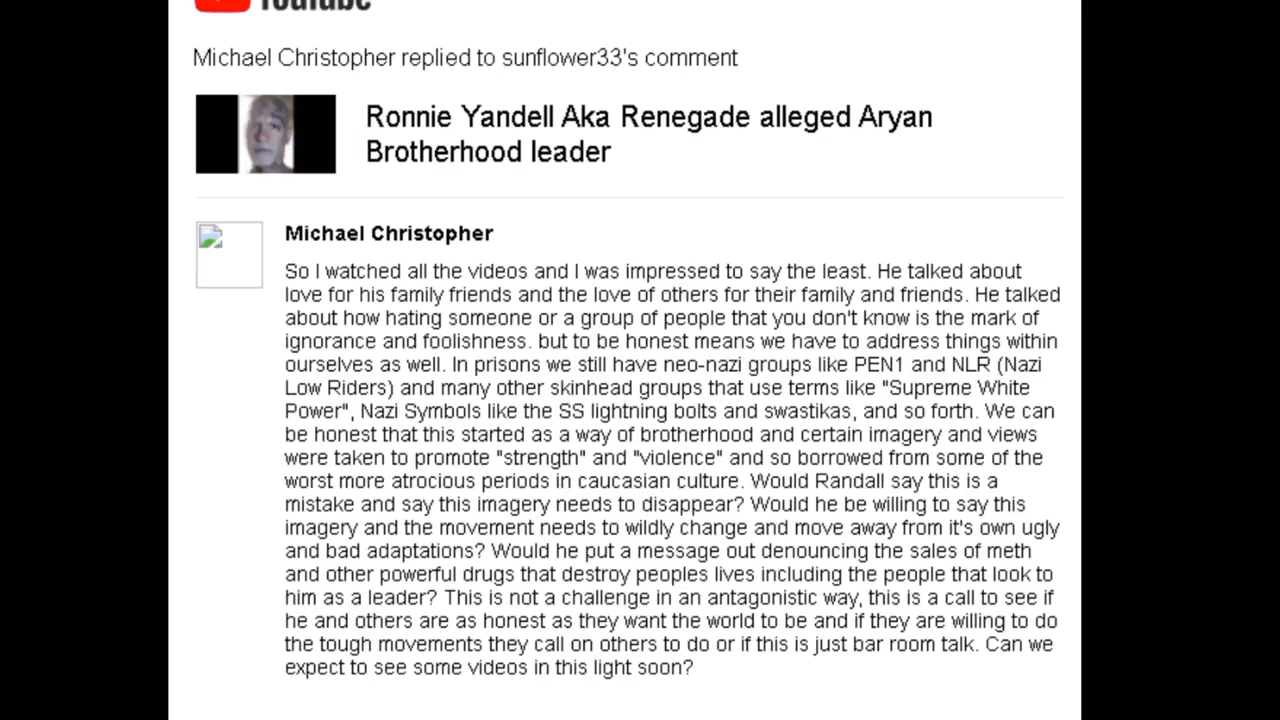 YouTube
Michael Christopher replied to sunflower33's comment
Ronnie Yandell Aka Renegade alleged Aryan
Brotherhood leader
Michael Christopher
So I watched all the videos and I was impressed to say the least. He talked about
love for his family friends and the love of others for their family and friends. He talked
about how hating someone or a group of people that you don't know is the mark of
ignorance and foolishness. but to be honest means we have to address things within
ourselves as well. In prisons we still have neo-nazi groups like PEN1 and NLR (Nazi
Low Riders) and many other skinhead groups that use terms like "Supreme White
Power", Nazi Symbols like the SS lightning bolts and swastikas, and so forth. We can
be honest that this started as a way of brotherhood and certain imagery and views
were taken to promote "strength" and "violence" and so borrowed from some of the
worst more atrocious periods in caucasian culture. Would Randall say this is a
mistake and say this imagery needs to disappear? Would he be willing to say this
imagery and the movement needs to wildly change and move away from it's own ugly
and bad adaptations? Would he put a message out denouncing the sales of meth
and other powerful drugs that destroy peoples lives including the people that look to
him as a leader? This is not a challenge in an antagonistic way, this is a call to see if
he and others are as honest as they want the world to be and if they are willing to do
the tough movements they call on others to do or if this is just bar room talk. Can we
expect to see some videos in this light soon?